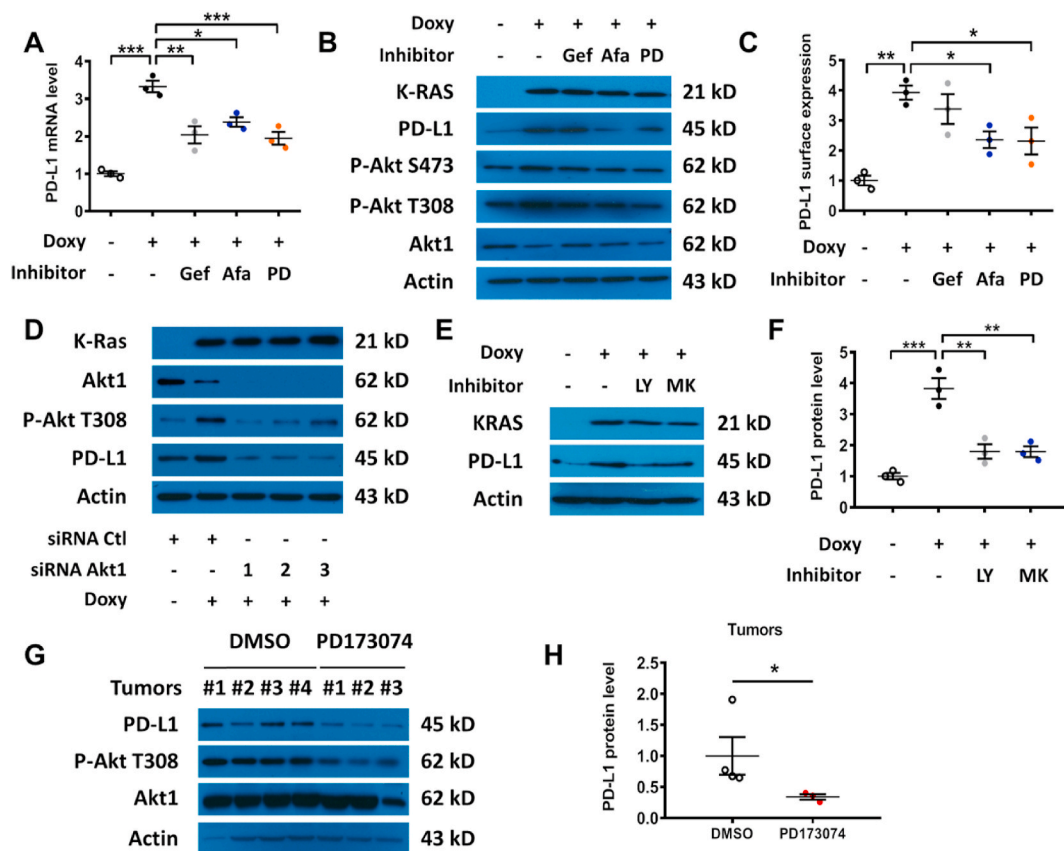 A
PD-L1 mRNA level
***
***
**
*
4
3
2
1
0
Doxy - + + + +
Inhibitor - - Gef Afa PD
B
Doxy - + + + +
Inhibitor - - Gef Afa PD
K-RAS 21 kD
PD-L1 45 kD
P-Akt S473 62 kD
P-Akt T308 62 kD
Akt1 62 kD
Actin 43 kD
C
PD-L1 surface expression
**
*
*
5
4
3
2
1
0
Doxy - + + + +
Inhibitor - - Gef Afa PD
D
K-Ras 21 kD
Akt1 62 kD
P-Akt T308 62 kD
PD-L1 45 kD
Actin 43 kD
siRNA Ctl + + - - -
siRNA Akt1 - - 1 2 3
Doxy - + + + +
E
Doxy - + + +
Inhibitor - - LY MK
KRAS 21 kD
PD-L1 45 kD
Actin 43 kD
F
PD-L1 protein level
***
**
**
5
4
3
2
1
0
Doxy - + + +
Inhibitor - - LY MK
G
DMSO PD173074
Tumors #1 #2 #3 #4 #1 #2 #3
PD-L1 45 kD
P-Akt T308 62 kD
Akt1 62 kD
Actin 43 kD
H
Tumors
PD-L1 protein level
*
2.5
2.0
1.5
1.0
0.5
0.0
DMSO PD173074